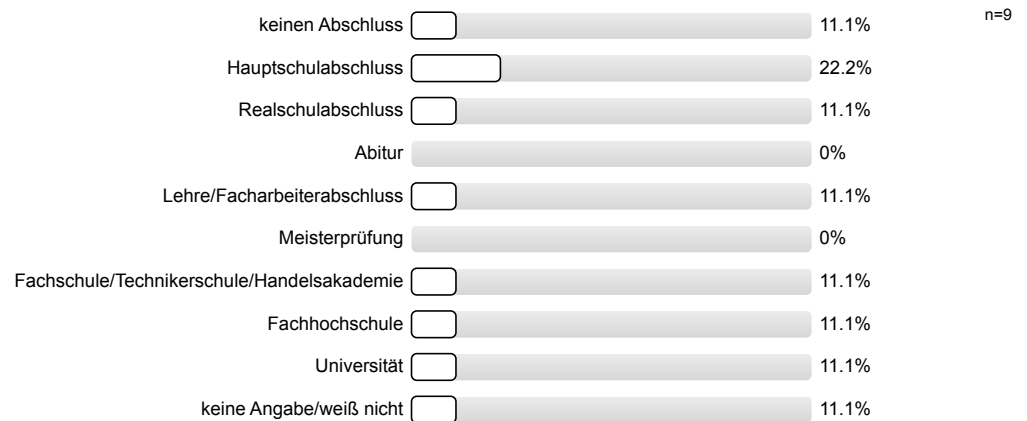 keinen Abschluss 11.1% n=9
Hauptschulabschluss 22.2%
Realschulabschluss 11.1%
Abitur 0%
Lehre/Facharbeiterabschluss 11.1%
Meisterprüfung 0%
Fachschule/Technikerschule/Handelsakademie 11.1%
Fachhochschule 11.1%
Universität 11.1%
keine Angabe/weiß nicht 11.1%